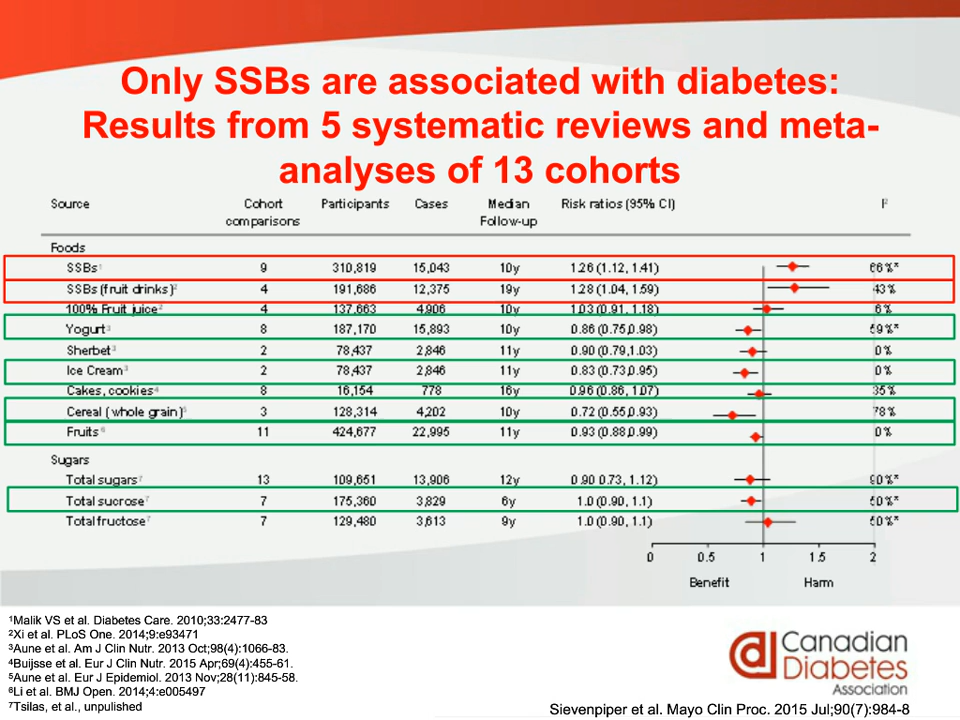 Only SSBs are associated with diabetes:
Results from 5 systematic reviews and meta-
analyses of 13 cohorts
Source Cohort comparisons Participants Cases Median Follow-up Risk ratios (95% CI) I²
Foods
SSBs¹ 9 310,819 15,043 10y 1.26 (1.12, 1.41) 66%*
SSBs (fruit drinks)² 4 191,686 12,375 19y 1.28 (1.04, 1.59) 43%
100% Fruit juice² 4 137,663 4,906 10y 1.03 (0.91, 1.18) 6%
Yogurt³ 8 187,170 15,893 10y 0.86 (0.75,0.98) 59%*
Sherbet³ 2 78,437 2,846 11y 0.90 (0.79,1.03) 0%
Ice Cream³ 2 78,437 2,846 11y 0.83 (0.73,0.95) 0%
Cakes, cookies⁴ 8 16,154 778 16y 0.96 (0.86, 1.07) 35%
Cereal (whole grain)⁵ 3 128,314 4,202 10y 0.72 (0.55,0.93) 78%
Fruits⁶ 11 424,677 22,995 11y 0.93 (0.88,0.99) 0%
Sugars
Total sugars⁷ 13 109,651 13,906 12y 0.90 0.73, 1.12) 90%*
Total sucrose⁷ 7 175,360 3,829 6y 1.0 (0.90, 1.1) 50%*
Total fructose⁷ 7 129,480 3,613 9y 1.0 (0.90, 1.1) 50%*
0 0.5 1 1.5 2
Benefit Harm
¹Malik VS et al. Diabetes Care. 2010;33:2477-83
²Xi et al. PLoS One. 2014;9:e93471
³Aune et al. Am J Clin Nutr. 2013 Oct;98(4):1066-83.
⁴Buijsse et al. Eur J Clin Nutr. 2015 Apr;69(4):455-61.
⁵Aune et al. Eur J Epidemiol. 2013 Nov;28(11):845-58.
⁶Li et al. BMJ Open. 2014;4:e005497
⁷Tsilas, et al., unpulished
Canadian
Diabetes
Association
Sievenpiper et al. Mayo Clin Proc. 2015 Jul;90(7):984-8